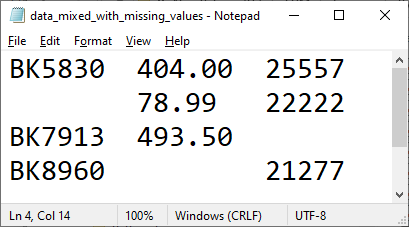 data_mixed_with_missing_values - Notepad
File Edit Format View Help
BK5830 404.00 25557
78.99 22222
BK7913 493.50
BK8960 21277
Ln 4, Col 14 100% Windows (CRLF) UTF-8